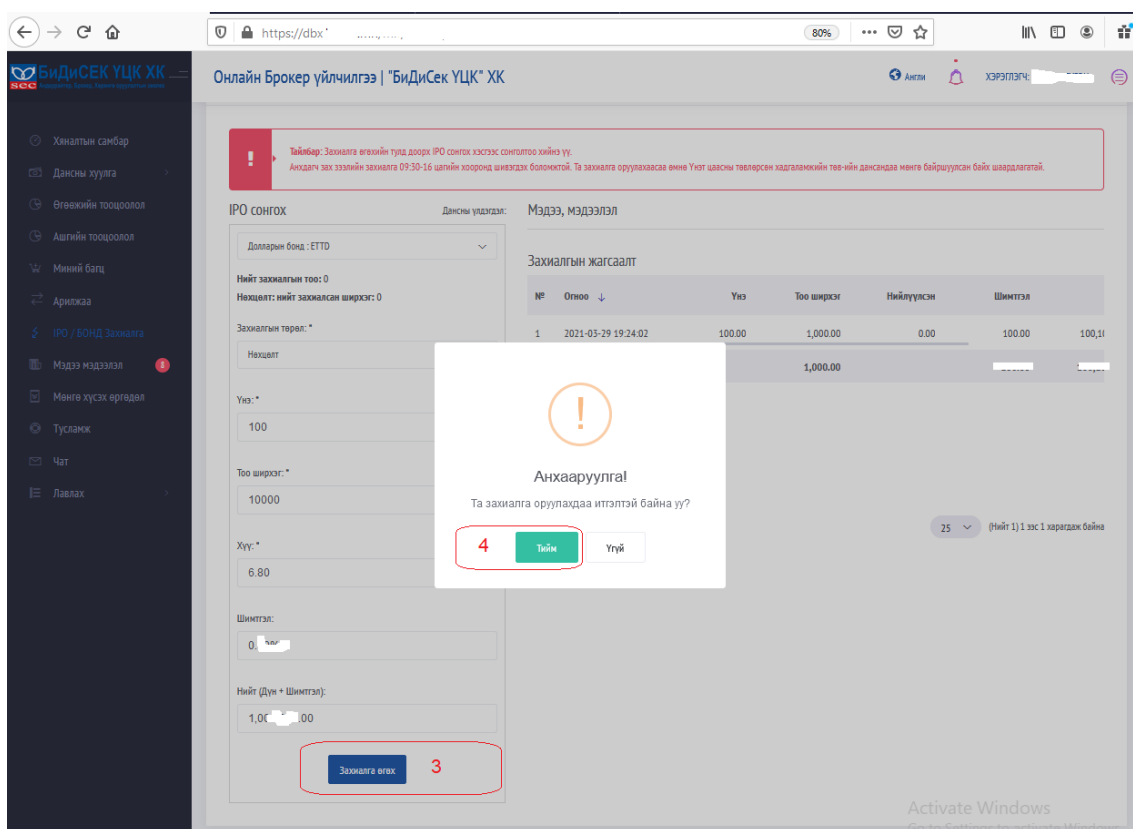 https://dbx
80%
БиДиСЕК ҮЦК ХК
sec
Онлайн Брокер үйлчилгээ | "БиДиСек ҮЦК" ХК
Англи
ХЭРЭГЛЭГЧ:
Хяналтын самбар
Дансны хуулга
Өгөөжийн тооцоолол
Ашгийн тооцоолол
Миний багц
Арилжаа
IPO / БОНД Захиалга
Мэдээ мэдээлэл
8
Мөнгө хүсэх өргөдөл
Тусламж
Чат
Лавлах
Тайлбар: Захиалга өгөхийн тулд доорх IPO сонгох хэсгээс сонголтоо хийнэ үү.
Анхдагч зах зээлийн захиалга 09:30-16 цагийн хооронд шивэгдэх боломжтой. Та захиалга оруулахаасаа өмнө Үнэт цаасны төвлөрсөн хадгаламжийн төв-ийн дансандаа мөнгө байршуулсан байх шаардлагатай.
IPO сонгох
Дансны үлдэгдэл:
Долларын бонд : ETTD
Нийт захиалгын тоо: 0
Нөхцөлт: нийт захиалсан ширхэг: 0
Захиалгын төрөл: *
Нөхцөлт
Үнэ: *
100
Тоо ширхэг: *
10000
Хүү: *
6.80
Шимтгэл:
Нийт (Дүн + Шимтгэл):
Захиалга өгөх
3
Мэдээ, мэдээлэл
Захиалгын жагсаалт
№ Огноо ↓ Үнэ Тоо ширхэг Нийлүүлсэн Шимтгэл
1 2021-03-29 19:24:02 100.00 1,000.00 0.00 100.00 100,10
1,000.00
25 (Нийт 1) 1 ээс 1 харагдаж байна
!
Анхааруулга!
Та захиалга оруулахдаа итгэлтэй байна уу?
4
Тийм
Үгүй
Activate Windows